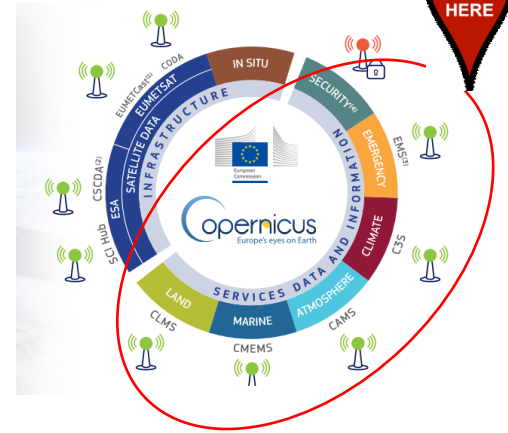 HERE
CODA
EUMETCast(1)
EUMETSAT
IN SITU
SECURITY(4)
SATELLITE DATA
INFRASTRUCTURE
EMERGENCY
EMS(3)
CSCDA(2)
ESA
SCI Hub
European
Commission
Copernicus
Europe's eyes on Earth
CLIMATE
C3S
SERVICES DATA AND INFORMATION
LAND
CLMS
MARINE
CMEMS
ATMOSPHERE
CAMS